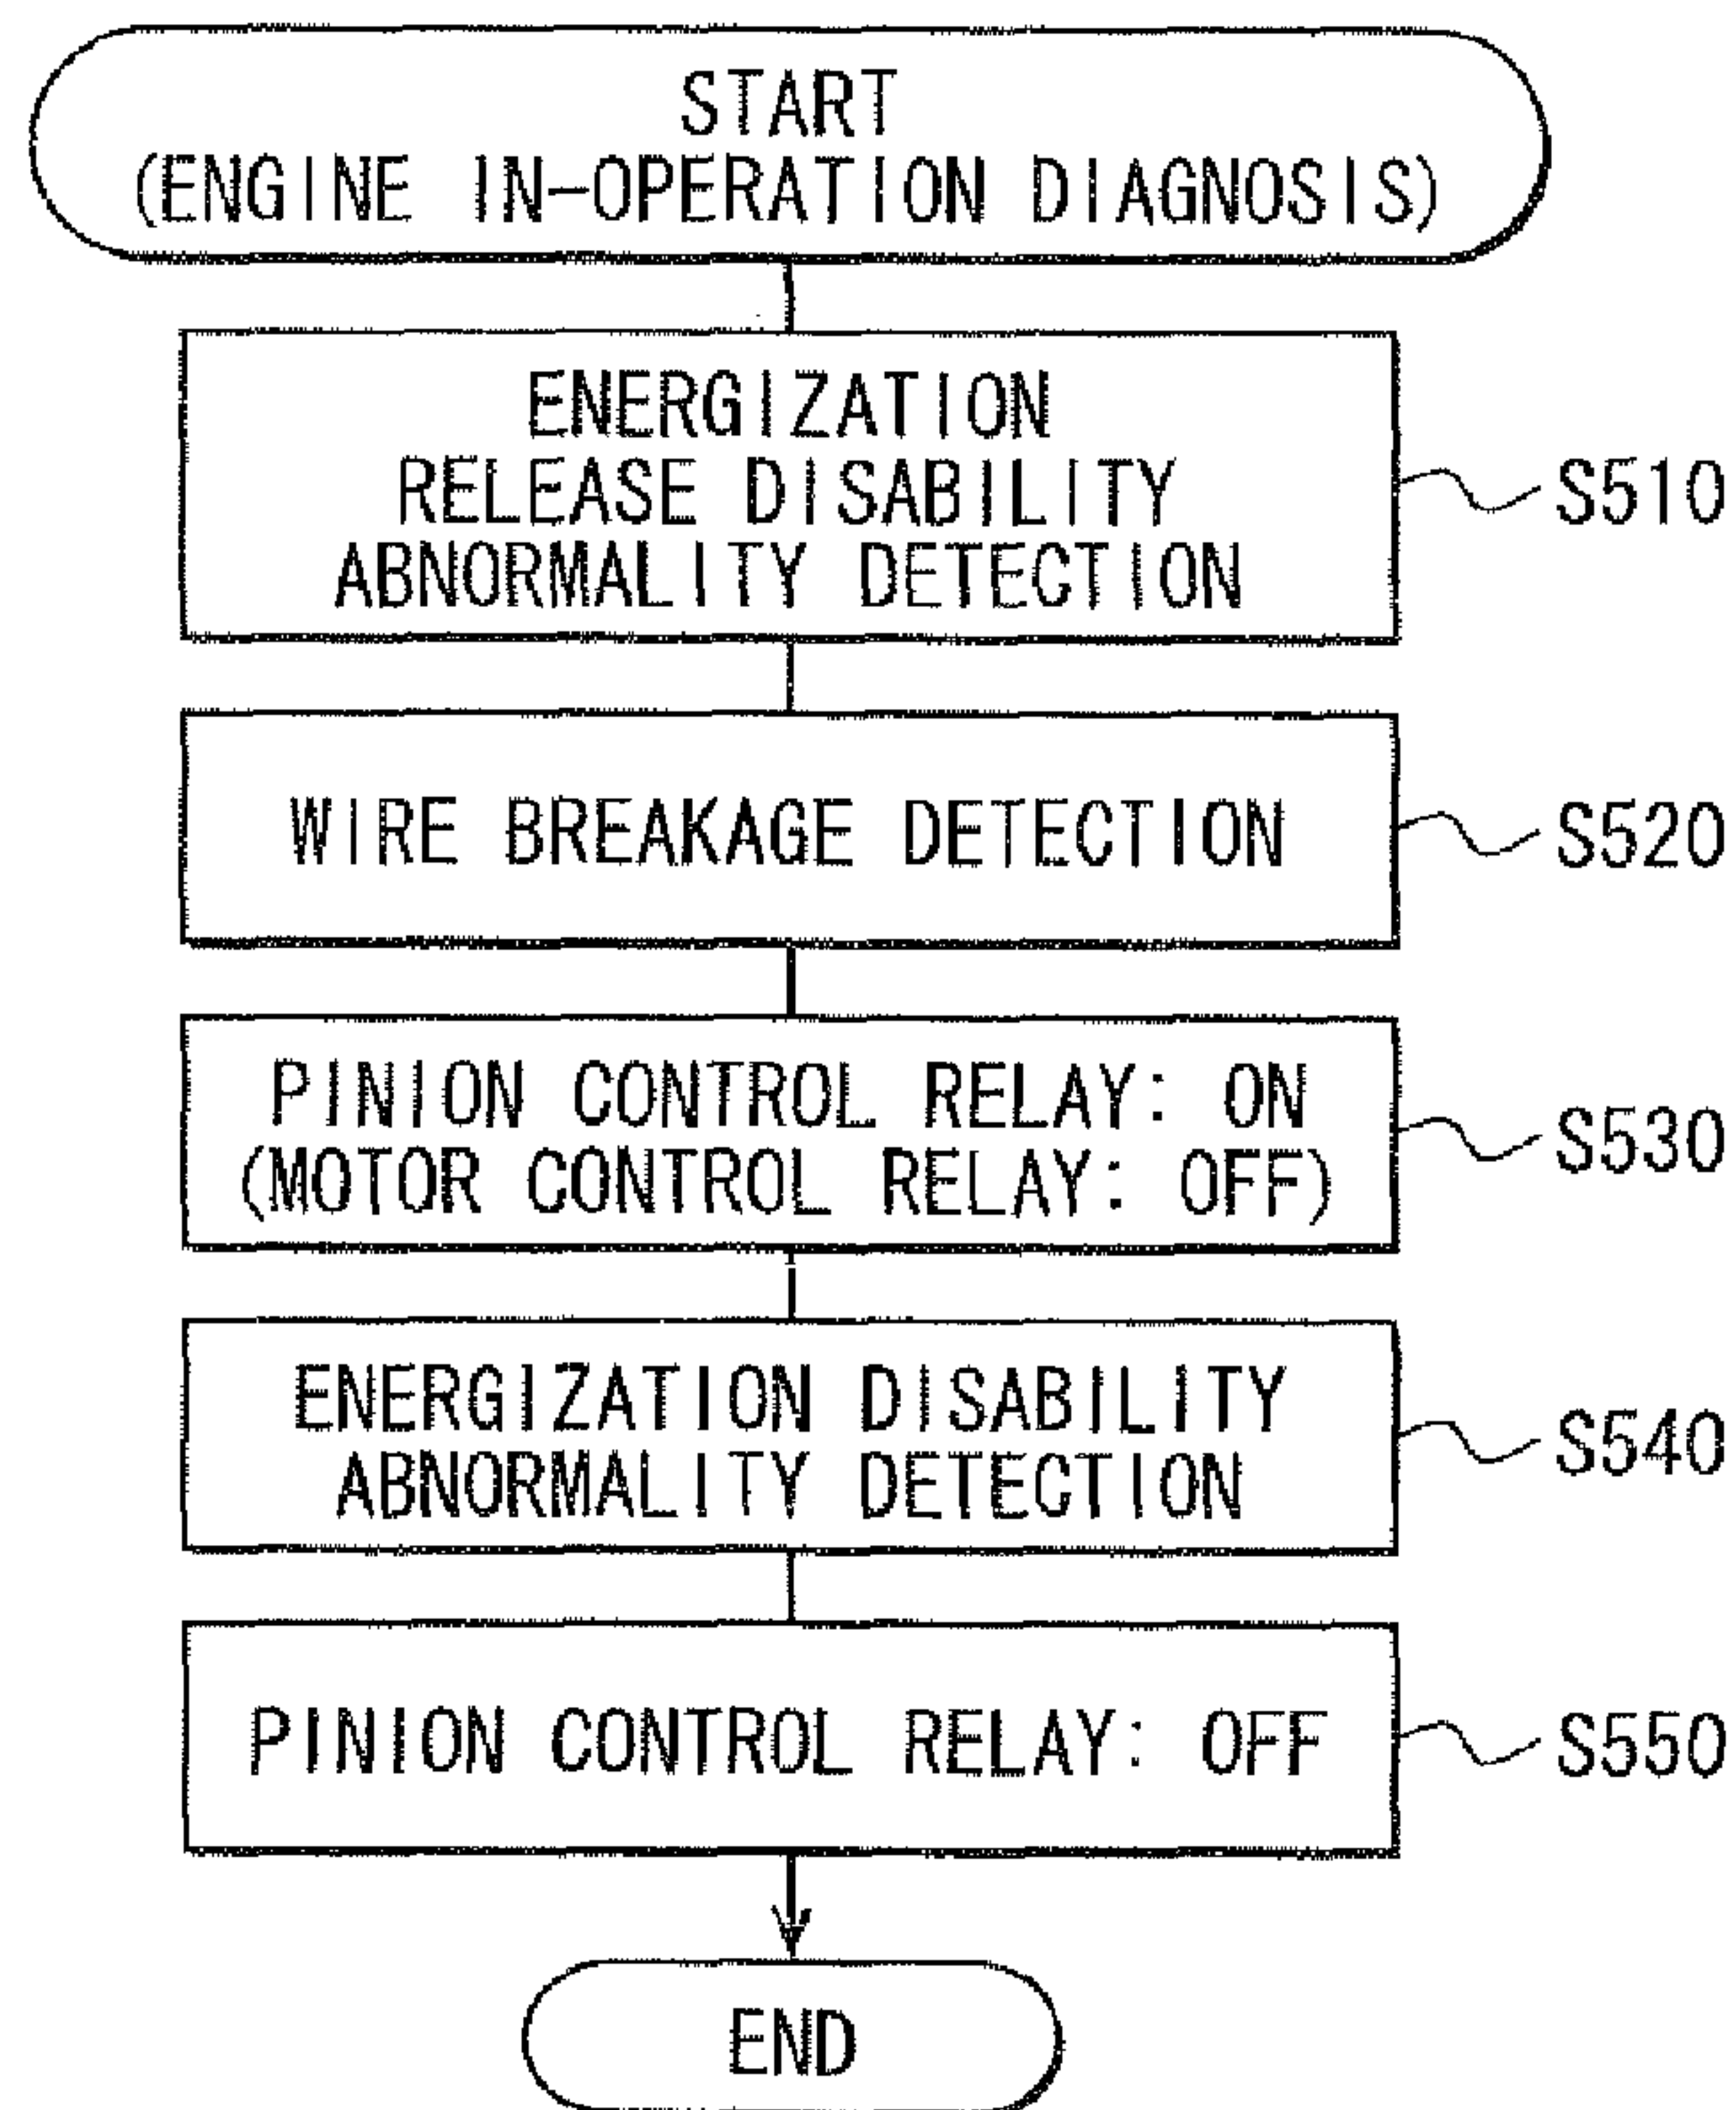 START
(ENGINE IN-OPERATION DIAGNOSIS)
ENERGIZATION
RELEASE DISABILITY
ABNORMALITY DETECTION
S510
WIRE BREAKAGE DETECTION
S520
PINION CONTROL RELAY: ON
(MOTOR CONTROL RELAY: OFF)
S530
ENERGIZATION DISABILITY
ABNORMALITY DETECTION
S540
PINION CONTROL RELAY: OFF
S550
END